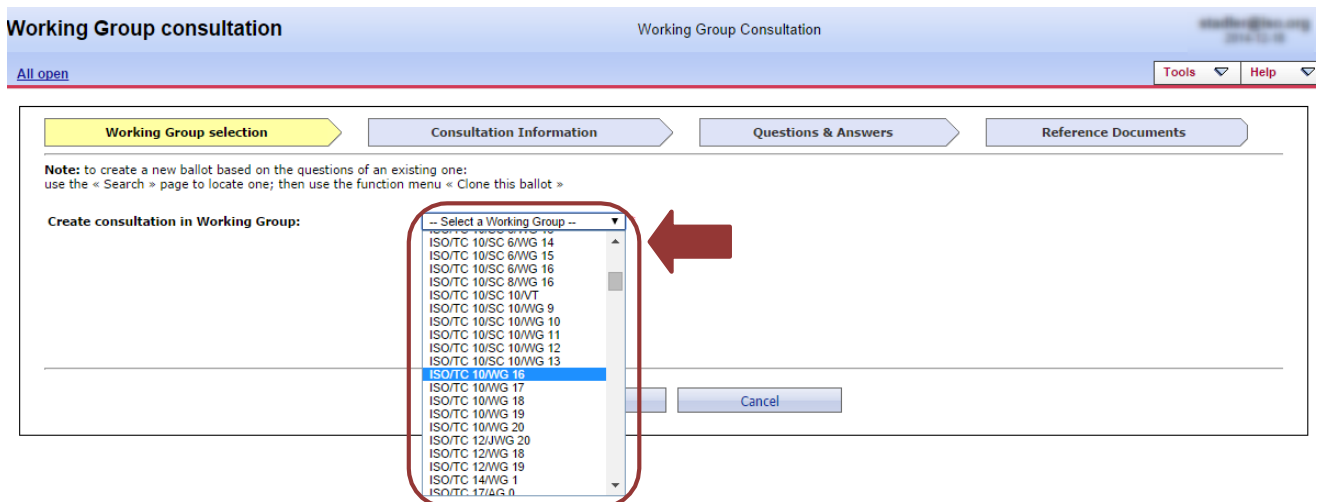 Working Group consultation
Working Group Consultation
All open
Tools
Help
Working Group selection
Consultation Information
Questions & Answers
Reference Documents
Note: to create a new ballot based on the questions of an existing one:
use the « Search » page to locate one; then use the function menu « Clone this ballot »
Create consultation in Working Group:
-- Select a Working Group --
ISO/TC 10/SC 6/WG 14
ISO/TC 10/SC 6/WG 15
ISO/TC 10/SC 6/WG 16
ISO/TC 10/SC 8/WG 16
ISO/TC 10/SC 10/VT
ISO/TC 10/SC 10/WG 9
ISO/TC 10/SC 10/WG 10
ISO/TC 10/SC 10/WG 11
ISO/TC 10/SC 10/WG 12
ISO/TC 10/SC 10/WG 13
ISO/TC 10/WG 16
ISO/TC 10/WG 17
ISO/TC 10/WG 18
ISO/TC 10/WG 19
ISO/TC 10/WG 20
ISO/TC 12/JWG 20
ISO/TC 12/WG 18
ISO/TC 12/WG 19
ISO/TC 14/WG 1
ISO/TC 17/AG 0
Cancel